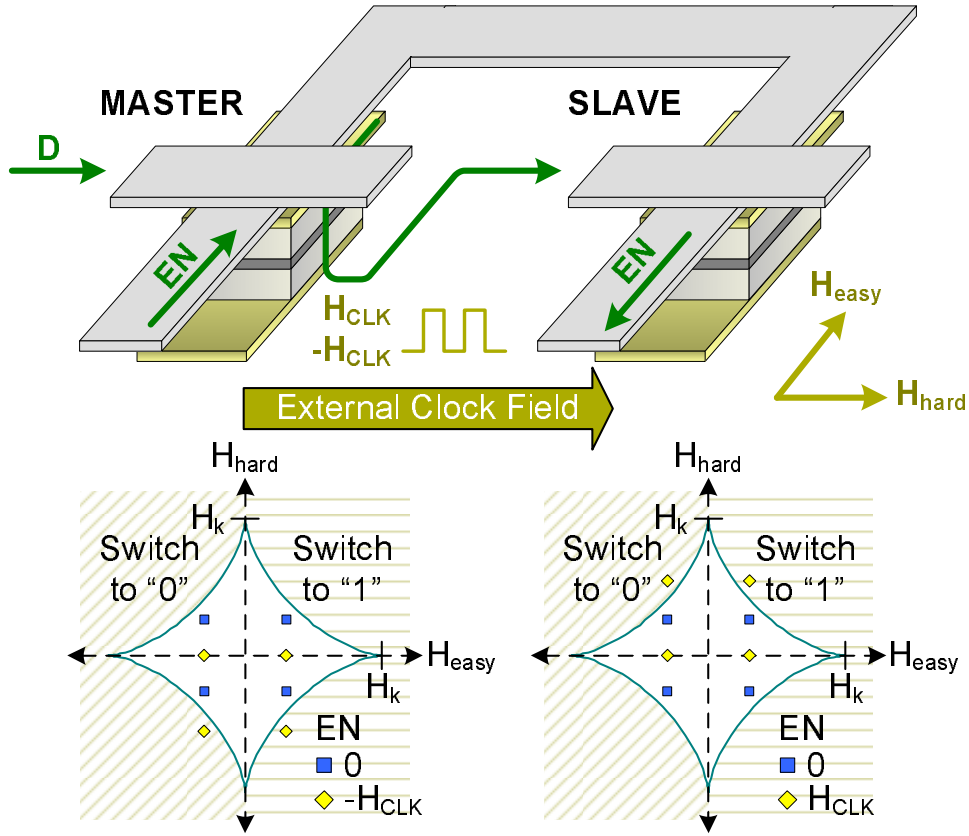 MASTER
SLAVE
D
EN
EN
H_CLK
-H_CLK
H_easy
H_hard
External Clock Field
H_hard
H_k
Switch
to “0”
Switch
to “1”
H_easy
H_k
EN
0
-H_CLK
H_hard
H_k
Switch
to “0”
Switch
to “1”
H_easy
H_k
EN
0
H_CLK